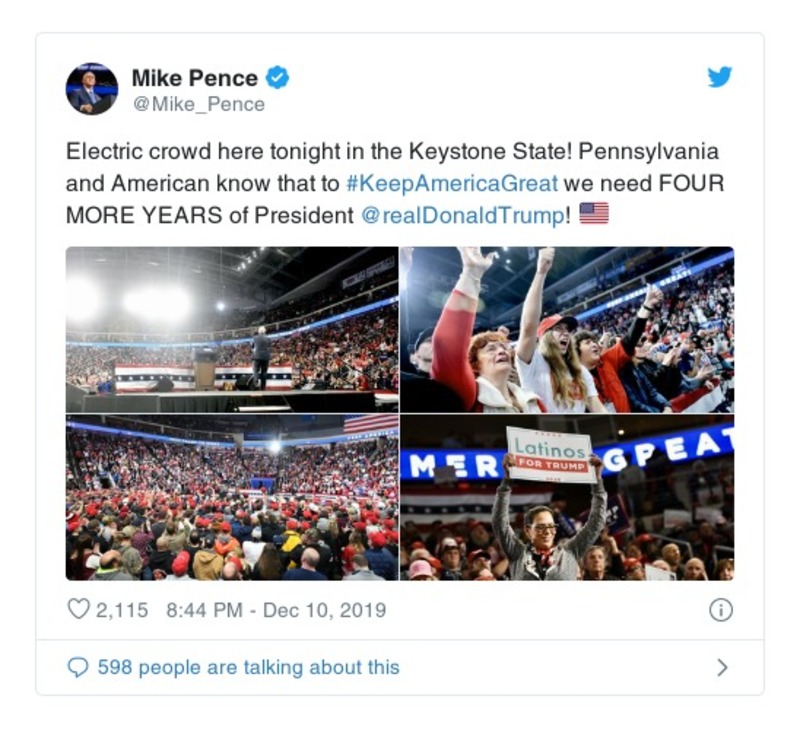 Mike Pence
@Mike_Pence
Electric crowd here tonight in the Keystone State! Pennsylvania
and American know that to #KeepAmericaGreat we need FOUR
MORE YEARS of President @realDonaldTrump! 🇺🇸
MER GREAT
Latinos
FOR TRUMP
2,115 8:44 PM - Dec 10, 2019
598 people are talking about this